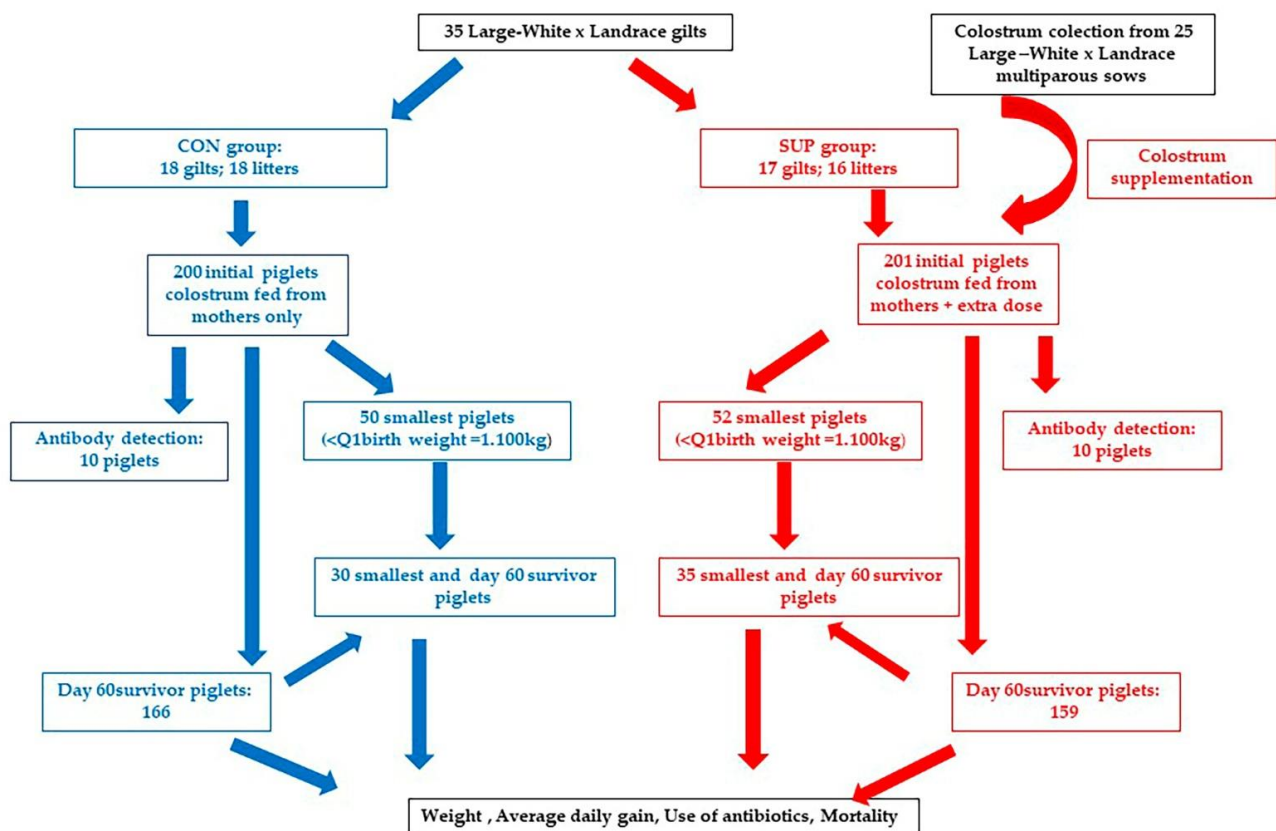 35 Large-White x Landrace gilts
Colostrum colection from 25
Large–White x Landrace
multiparous sows
CON group:
18 gilts; 18 litters
SUP group:
17 gilts; 16 litters
Colostrum
supplementation
200 initial piglets
colostrum fed from
mothers only
201 initial piglets
colostrum fed from
mothers + extra dose
Antibody detection:
10 piglets
50 smallest piglets
(<Q1birth weight =1.100kg)
52 smallest piglets
(<Q1birth weight =1.100kg)
Antibody detection:
10 piglets
30 smallest and day 60 survivor
piglets
35 smallest and day 60 survivor
piglets
Day 60survivor piglets:
166
Day 60survivor piglets:
159
Weight , Average daily gain, Use of antibiotics, Mortality